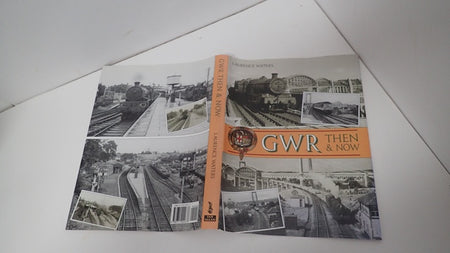 LAURENCE WATERS
GWR
THEN
& NOW
GWR THEN & NOW
LAURENCE WATERS